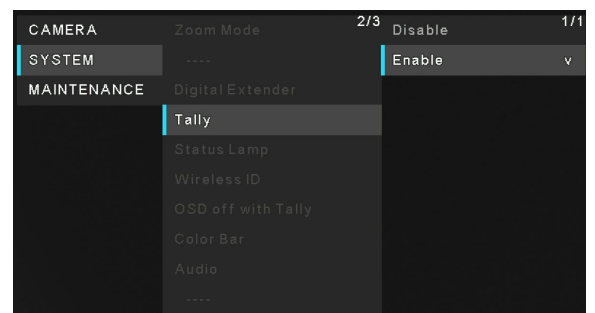 CAMERA
SYSTEM
MAINTENANCE
2/3
Zoom Mode
----
Digital Extender
Tally
Status Lamp
Wireless ID
OSD off with Tally
Color Bar
Audio
----
1/1
Disable
Enable v